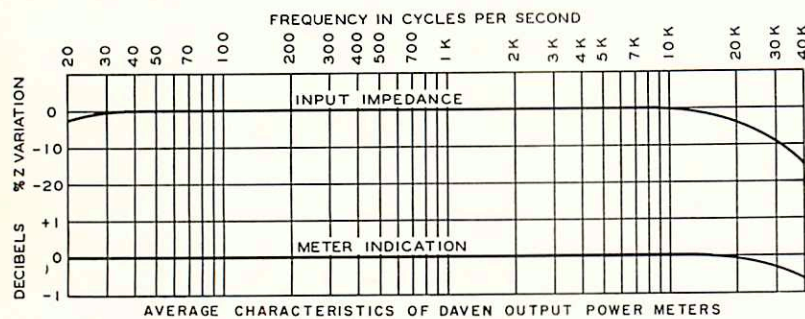 FREQUENCY IN CYCLES PER SECOND
20 30 40 50 70 100 200 300 400 500 700 1K 2K 3K 4K 5K 7K 10K 20K 30K 40K
% Z VARIATION
0
-10
-20
INPUT IMPEDANCE
DECIBELS
+1
0
-1
METER INDICATION
AVERAGE CHARACTERISTICS OF DAVEN OUTPUT POWER METERS